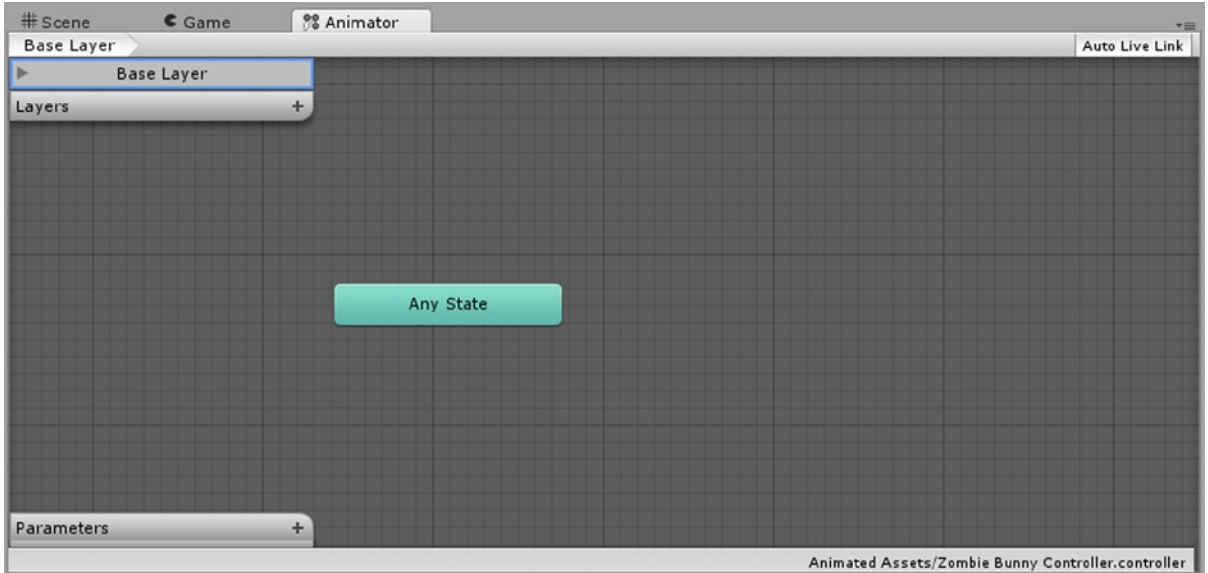 Scene Game Animator
Base Layer Auto Live Link
Base Layer
Layers +
Any State
Parameters +
Animated Assets/Zombie Bunny Controller.controller